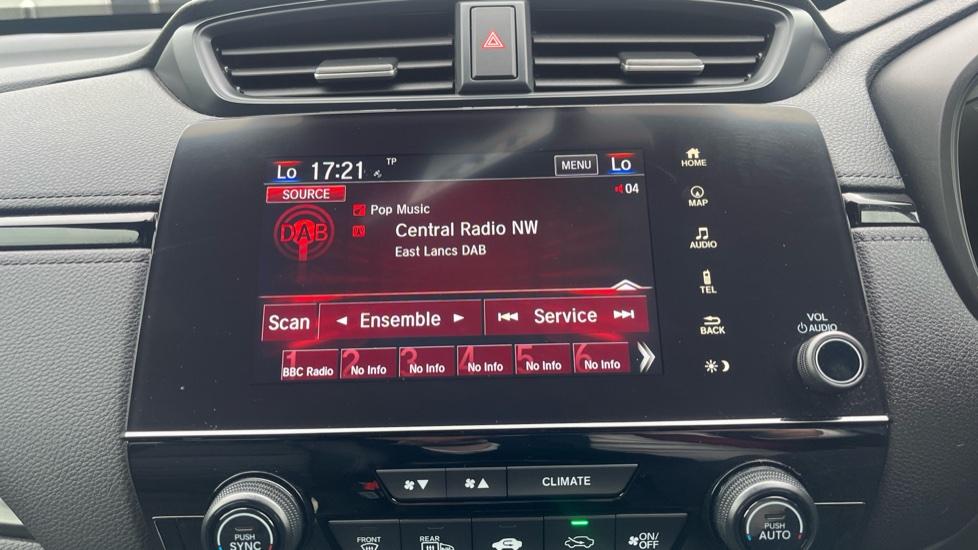 Lo 17:21 TP MENU Lo
SOURCE 04
DAB
Pop Music
Central Radio NW
East Lancs DAB
Scan ◄ Ensemble ► Service
1 BBC Radio 2 No Info 3 No Info 4 No Info 5 No Info 6 No Info
HOME
MAP
AUDIO
TEL
BACK
VOL
AUDIO
CLIMATE
PUSH
SYNC
FRONT
REAR
ON/
OFF
PUSH
AUTO